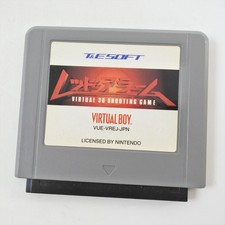 T&E SOFT
レッドアラーム
VIRTUAL 3D SHOOTING GAME
VIRTUAL BOY
VUE-VREJ-JPN
LICENSED BY NINTENDO